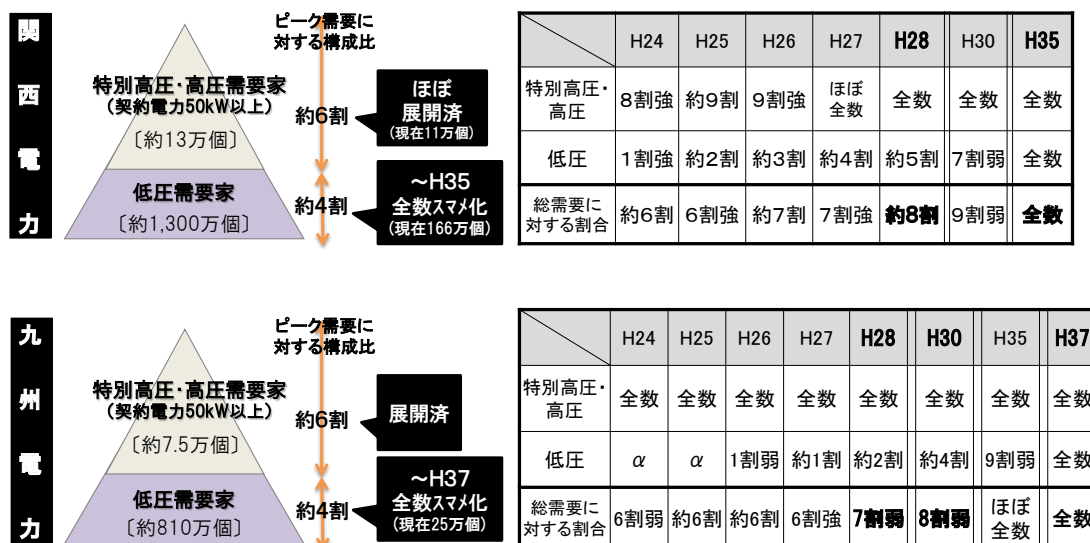 関西電力
ピーク需要に
対する構成比
特別高圧・高圧需要家
（契約電力50kW以上）
〔約13万個〕
約6割
ほぼ
展開済
（現在11万個）
低圧需要家
〔約1,300万個〕
約4割
～H35
全数スマメ化
（現在166万個）
H24 H25 H26 H27 H28 H30 H35
特別高圧・
高圧
8割強 約9割 9割強 ほぼ
全数
全数 全数 全数
低圧 1割強 約2割 約3割 約4割 約5割 7割弱 全数
総需要に
対する割合
約6割 6割強 約7割 7割強 約8割 9割弱 全数
九州電力
ピーク需要に
対する構成比
特別高圧・高圧需要家
（契約電力50kW以上）
〔約7.5万個〕
約6割
展開済
低圧需要家
〔約810万個〕
約4割
～H37
全数スマメ化
（現在25万個）
H24 H25 H26 H27 H28 H30 H35 H37
特別高圧・
高圧
全数 全数 全数 全数 全数 全数 全数 全数
低圧 α α 1割弱 約1割 約2割 約4割 9割弱 全数
総需要に
対する割合
6割弱 約6割 約6割 6割強 7割弱 8割弱 ほぼ
全数
全数